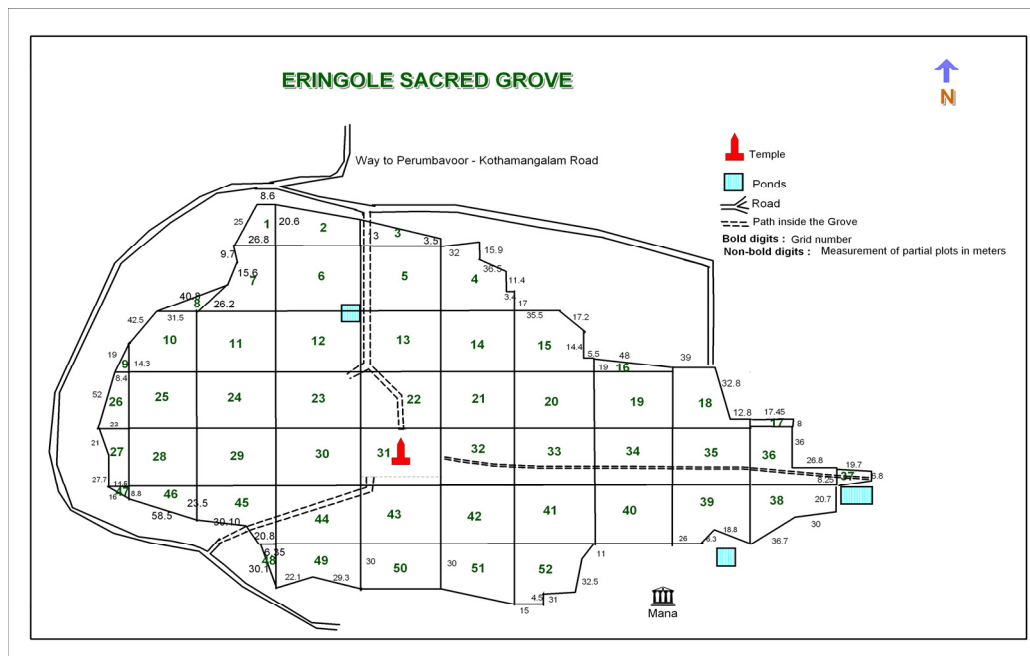 ERINGOLE SACRED GROVE
N
Way to Perumbavoor - Kothamangalam Road
Temple
Ponds
Road
Path inside the Grove
Bold digits : Grid number
Non-bold digits : Measurement of partial plots in meters
8.6
25 1 20.6 2 3 3 3.5
26.8 32 15.9
9.7 15.6 7 6 5 4 36.5 11.4
40.8 8 26.2 3.4 17
42.5 31.5 35.5 17.2
10 11 12 13 14 15 14.4
19 9 14.3 5.5 48 39
8.4 19 16
52 26 25 24 23 22 21 20 19 18 32.8
22 12.8 17.45 17 8
21 27 28 29 30 31 32 33 34 35 36 36
27.7 14.5 26.8 19.7
8.25 37 6.8
16 47 8.8 46 23.5 45 44 43 42 41 40 39 38 20.7
58.5 30.10 30
20.8 11 26 6.3 18.8 36.7
6.35 48 49 30 50 30 51 52
30.1 22.1 29.3 32.5
4.5 31
15
Mana